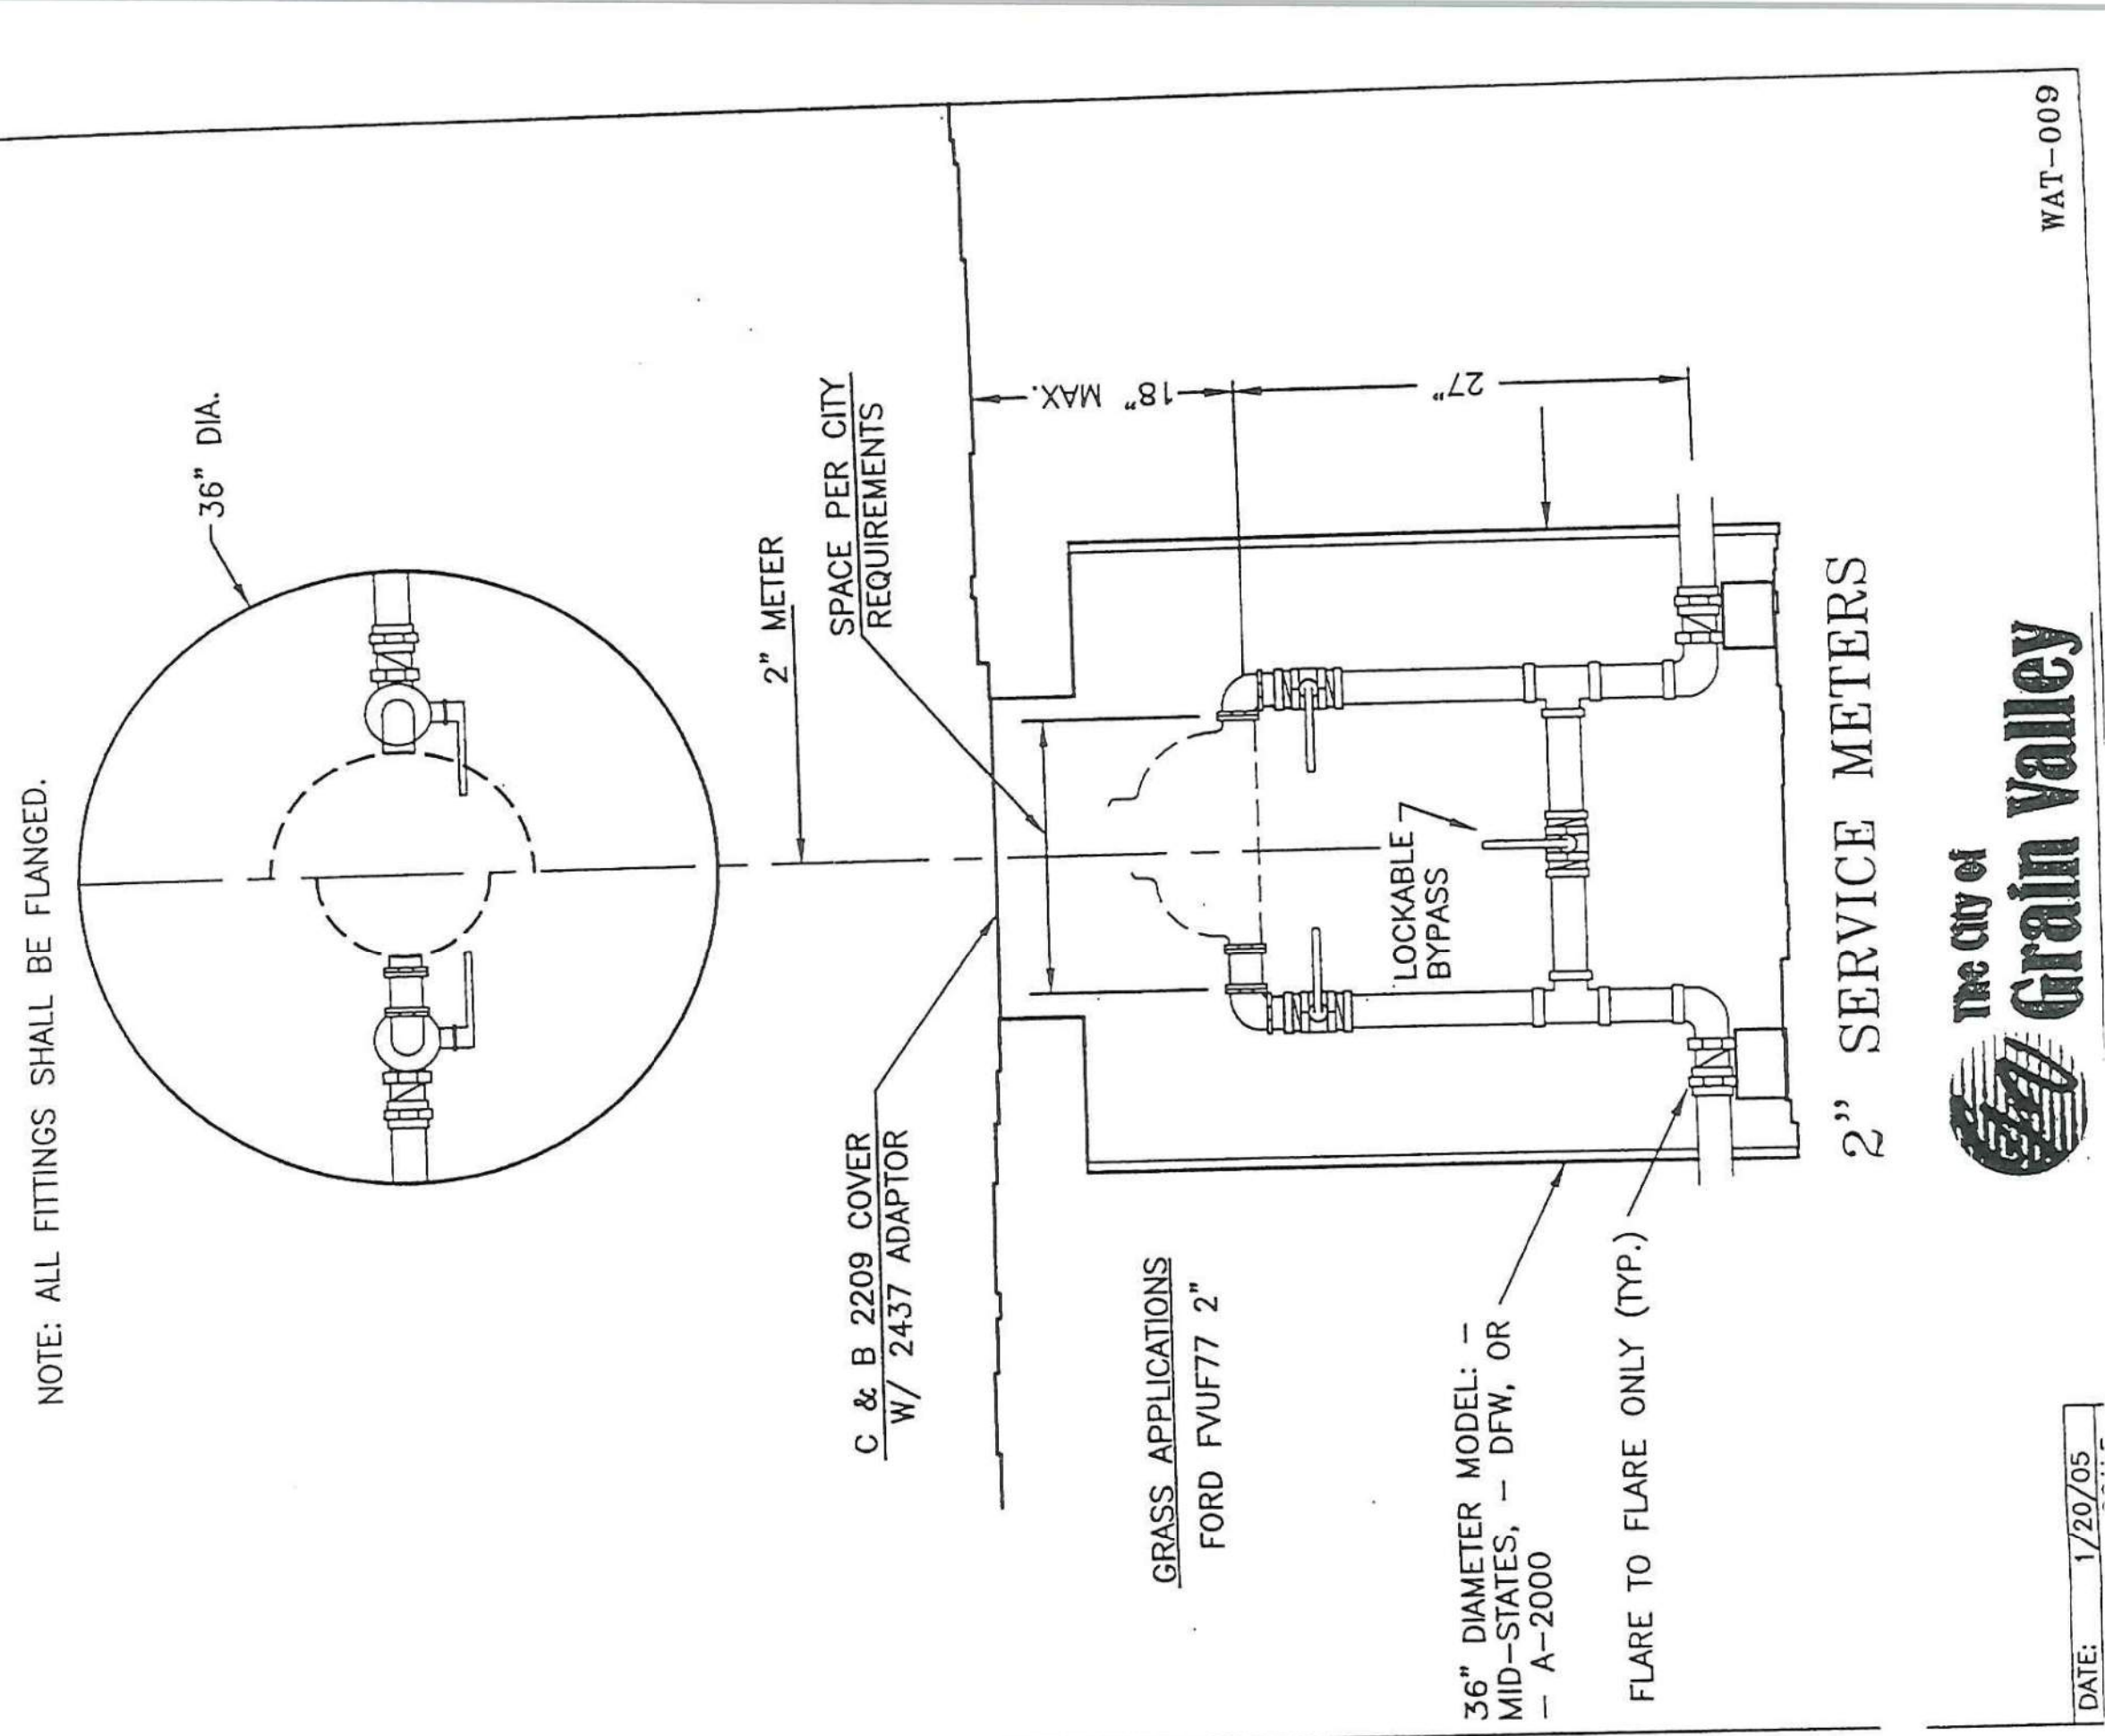 NOTE: ALL FITTINGS SHALL BE FLANGED.
36" DIA.
2" METER
SPACE PER CITY
REQUIREMENTS
C & B 2209 COVER
W/ 2437 ADAPTOR
18" MAX.
27"
GRASS APPLICATIONS
FORD FVUF77 2"
LOCKABLE
BYPASS
36" DIAMETER MODEL: -
MID-STATES, - DFW, OR
- A-2000
FLARE TO FLARE ONLY (TYP.)
2" SERVICE METERS
The City of
Grain Valley
DATE: 1/20/05
WAT-009